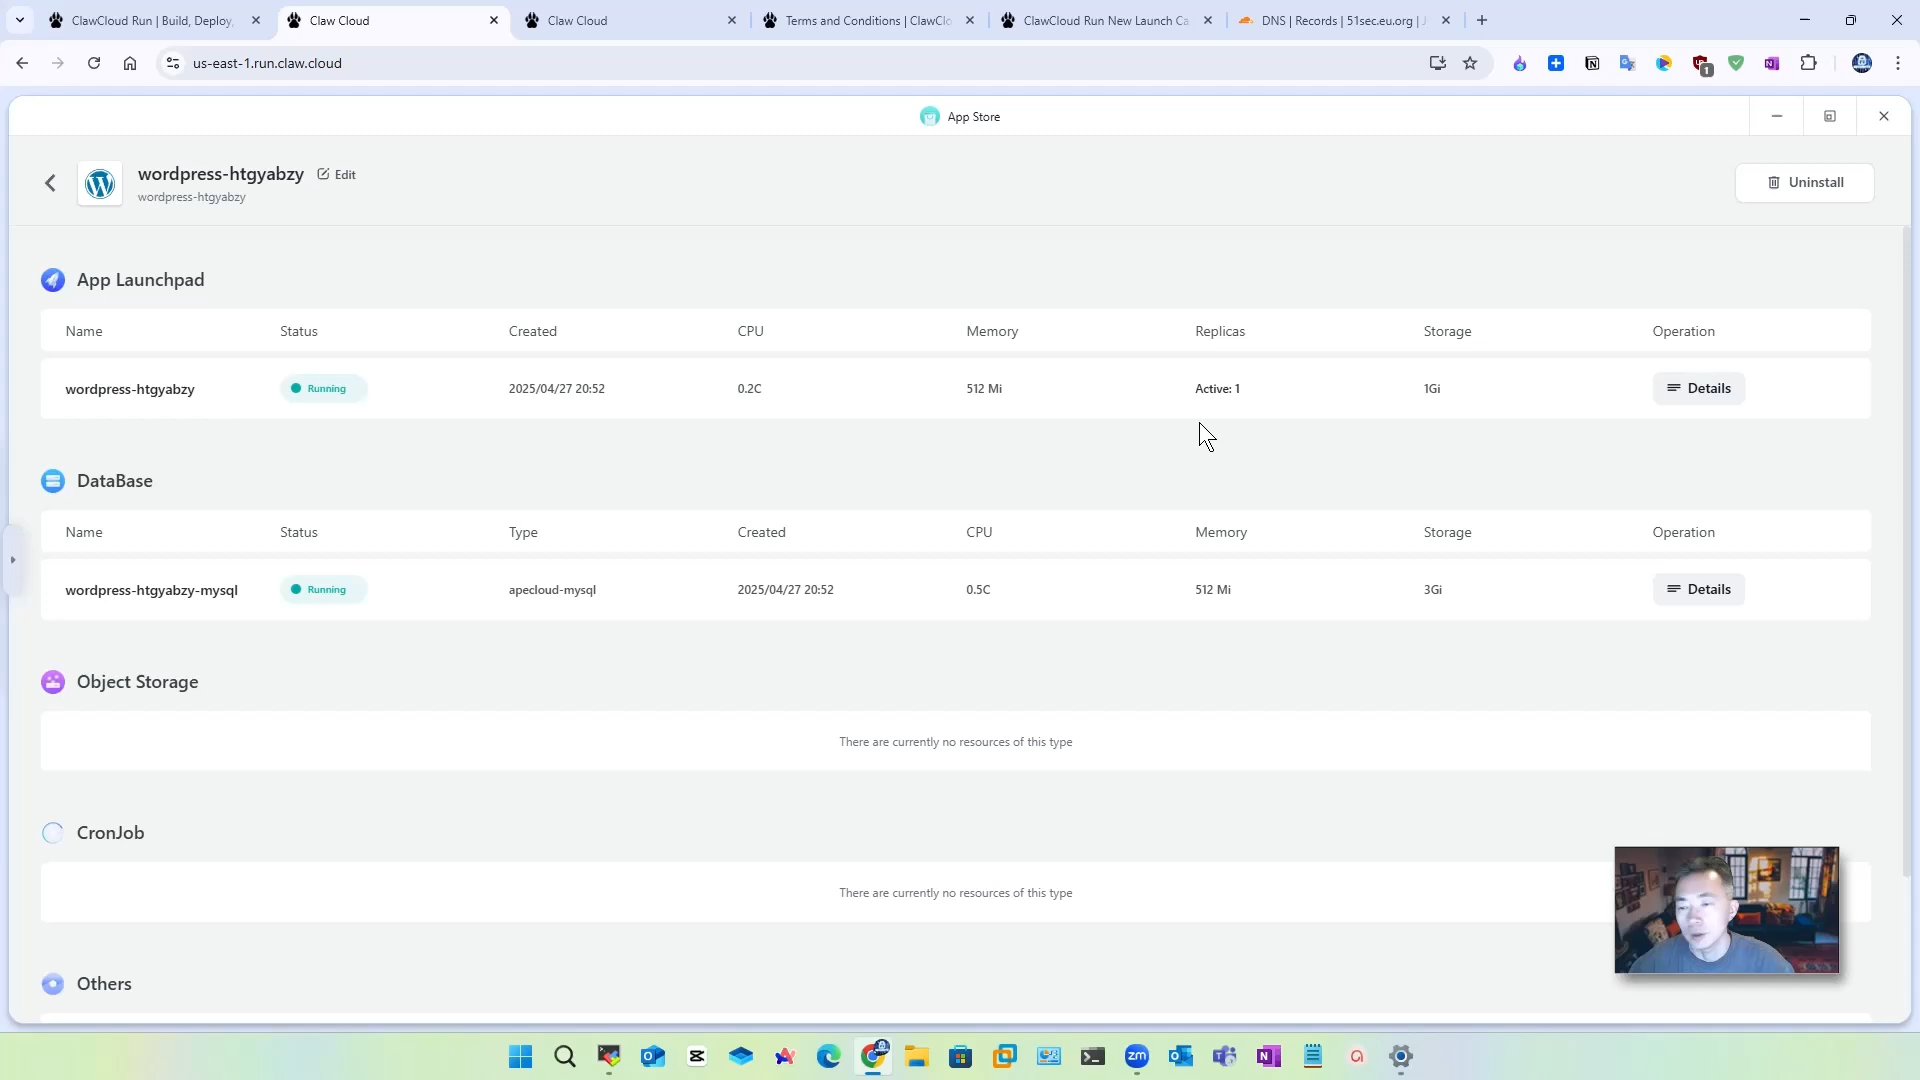 ClawCloud Run | Build, Deploy,
Claw Cloud
Claw Cloud
Terms and Conditions | ClawClo
ClawCloud Run New Launch Ca
DNS | Records | 51sec.eu.org | J
us-east-1.run.claw.cloud
App Store
wordpress-htgyabzy
Edit
wordpress-htgyabzy
Uninstall
App Launchpad
Name Status Created CPU Memory Replicas Storage Operation
wordpress-htgyabzy Running 2025/04/27 20:52 0.2C 512 Mi Active: 1 1Gi Details
DataBase
Name Status Type Created CPU Memory Storage Operation
wordpress-htgyabzy-mysql Running apecloud-mysql 2025/04/27 20:52 0.5C 512 Mi 3Gi Details
Object Storage
There are currently no resources of this type
CronJob
There are currently no resources of this type
Others